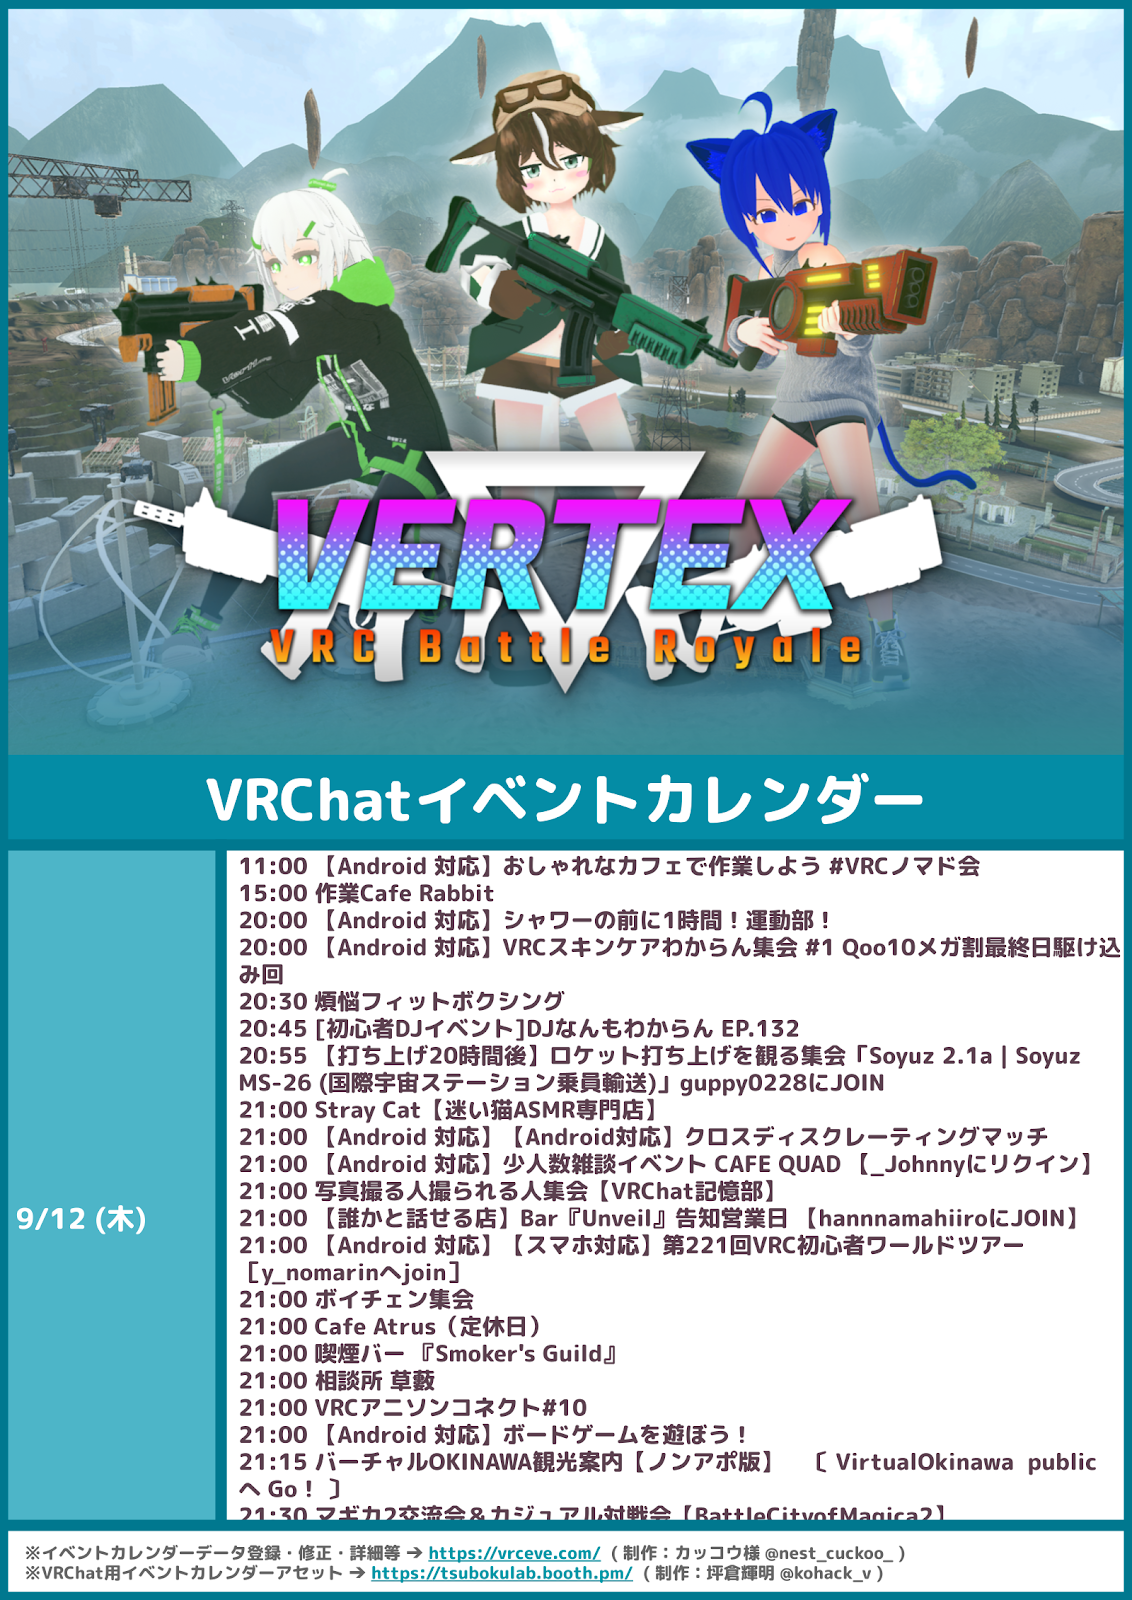 VERTEX
VRC Battle Royale
VRChatイベントカレンダー
9/12 (木)
11:00 【Android 対応】おしゃれなカフェで作業しよう #VRCノマド会
15:00 作業Cafe Rabbit
20:00 【Android 対応】シャワーの前に1時間！運動部！
20:00 【Android 対応】VRCスキンケアわからん集会 #1 Qoo10メガ割最終日駆け込
み回
20:30 煩悩フィットボクシング
20:45 [初心者DJイベント]DJなんもわからん EP.132
20:55 【打ち上げ20時間後】ロケット打ち上げを観る集会「Soyuz 2.1a | Soyuz
MS-26 (国際宇宙ステーション乗員輸送)」guppy0228にJOIN
21:00 Stray Cat【迷い猫ASMR専門店】
21:00 【Android 対応】【Android対応】クロスディスクレーティングマッチ
21:00 【Android 対応】少人数雑談イベント CAFE QUAD 【_Johnnyにリクイン】
21:00 写真撮る人撮られる人集会【VRChat記憶部】
21:00 【誰かと話せる店】Bar『Unveil』告知営業日 【hannnamahiiroにJOIN】
21:00 【Android 対応】【スマホ対応】第221回VRC初心者ワールドツアー
［y_nomarinへjoin］
21:00 ボイチェン集会
21:00 Cafe Atrus（定休日）
21:00 喫煙バー 『Smoker's Guild』
21:00 相談所 草藪
21:00 VRCアニソンコネクト#10
21:00 【Android 対応】ボードゲームを遊ぼう！
21:15 バーチャルOKINAWA観光案内【ノンアポ版】 〔 VirtualOkinawa public
へ Go！ 〕
21:30 マギカ2交流会＆カジュアル対戦会【BattleCityofMagica2】
※イベントカレンダーデータ登録・修正・詳細等 → https://vrceve.com/ ( 制作：カッコウ様 @nest_cuckoo_ )
※VRChat用イベントカレンダーアセット → https://tsubokulab.booth.pm/ ( 制作：坪倉輝明 @kohack_v )